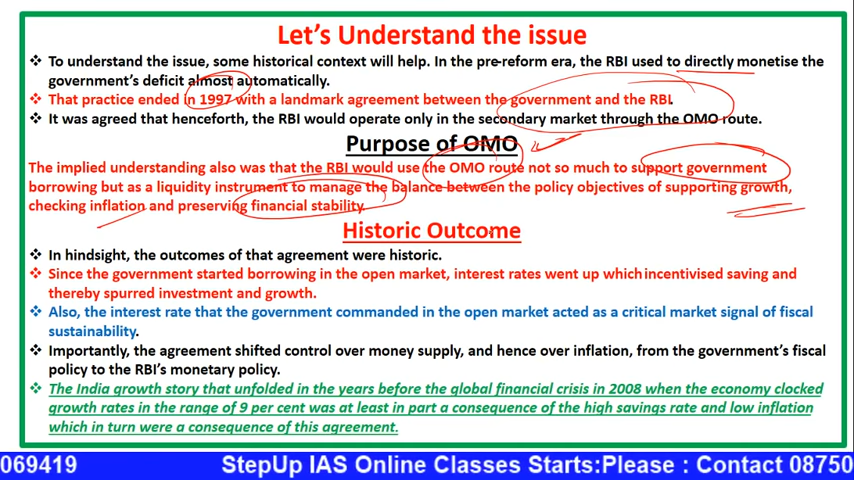 Let's Understand the issue
❖ To understand the issue, some historical context will help. In the pre-reform era, the RBI used to directly monetise the
government's deficit almost automatically.
❖ That practice ended in 1997 with a landmark agreement between the government and the RBI.
❖ It was agreed that henceforth, the RBI would operate only in the secondary market through the OMO route.
Purpose of OMO
The implied understanding also was that the RBI would use the OMO route not so much to support government
borrowing but as a liquidity instrument to manage the balance between the policy objectives of supporting growth,
checking inflation and preserving financial stability.
Historic Outcome
❖ In hindsight, the outcomes of that agreement were historic.
❖ Since the government started borrowing in the open market, interest rates went up which incentivised saving and
thereby spurred investment and growth.
❖ Also, the interest rate that the government commanded in the open market acted as a critical market signal of fiscal
sustainability.
❖ Importantly, the agreement shifted control over money supply, and hence over inflation, from the government's fiscal
policy to the RBI's monetary policy.
❖ The India growth story that unfolded in the years before the global financial crisis in 2008 when the economy clocked
growth rates in the range of 9 per cent was at least in part a consequence of the high savings rate and low inflation
which in turn were a consequence of this agreement.
069419 StepUp IAS Online Classes Starts:Please : Contact 08750